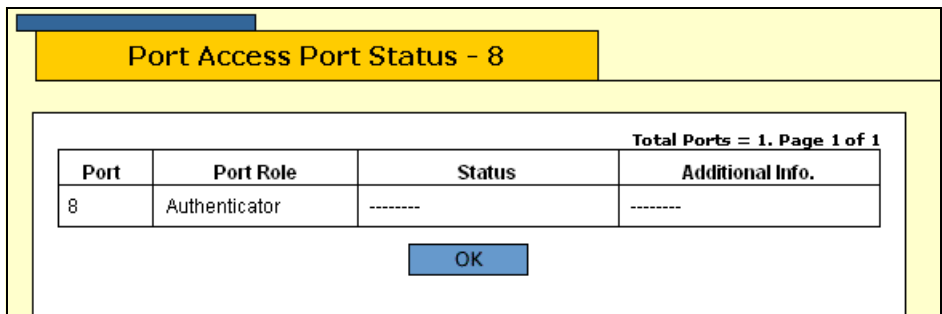 Port Access Port Status - 8
Total Ports = 1. Page 1 of 1
Port Port Role Status Additional Info.
8 Authenticator -------- --------
OK